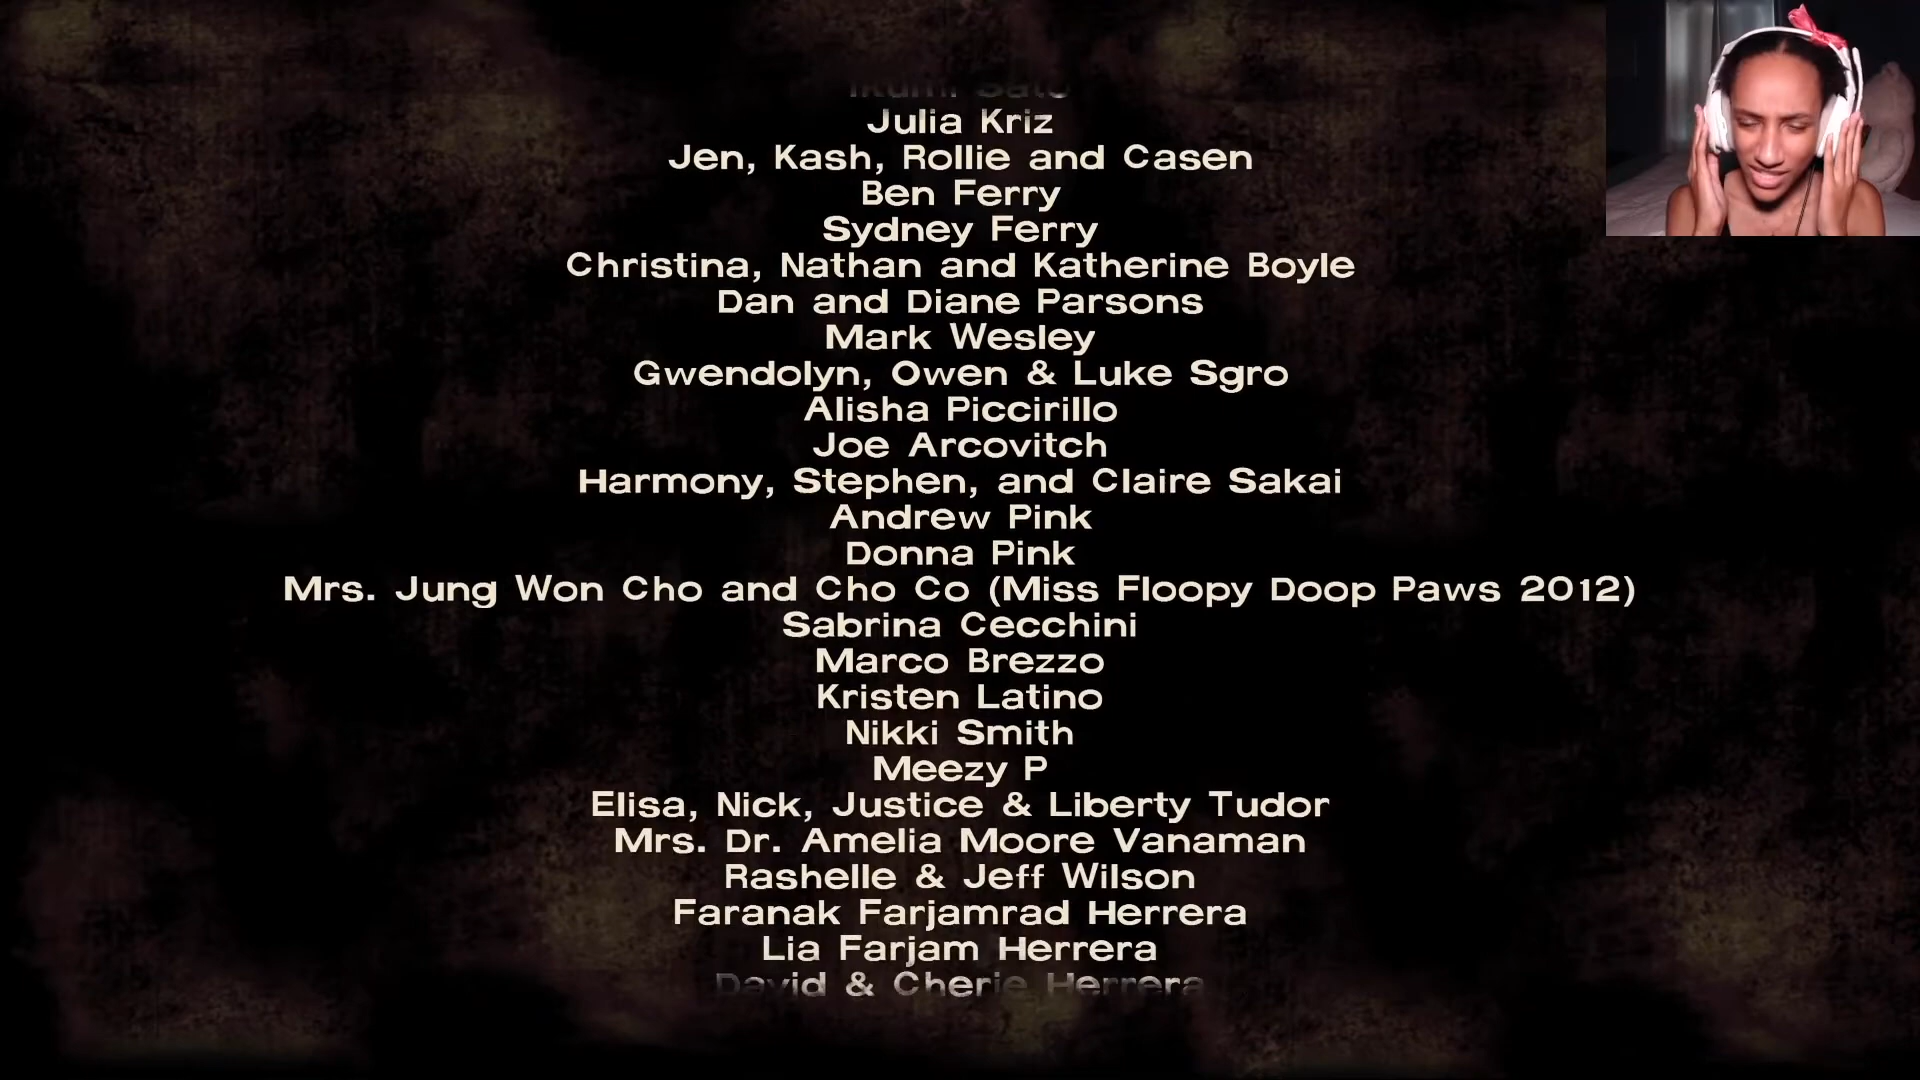 Julia Kriz
Jen, Kash, Rollie and Casen
Ben Ferry
Sydney Ferry
Christina, Nathan and Katherine Boyle
Dan and Diane Parsons
Mark Wesley
Gwendolyn, Owen & Luke Sgro
Alisha Piccirillo
Joe Arcovitch
Harmony, Stephen, and Claire Sakai
Andrew Pink
Donna Pink
Mrs. Jung Won Cho and Cho Co (Miss Floopy Doop Paws 2012)
Sabrina Cecchini
Marco Brezzo
Kristen Latino
Nikki Smith
Meezy P
Elisa, Nick, Justice & Liberty Tudor
Mrs. Dr. Amelia Moore Vanaman
Rashelle & Jeff Wilson
Faranak Farjamrad Herrera
Lia Farjam Herrera
David & Cherie Herrera